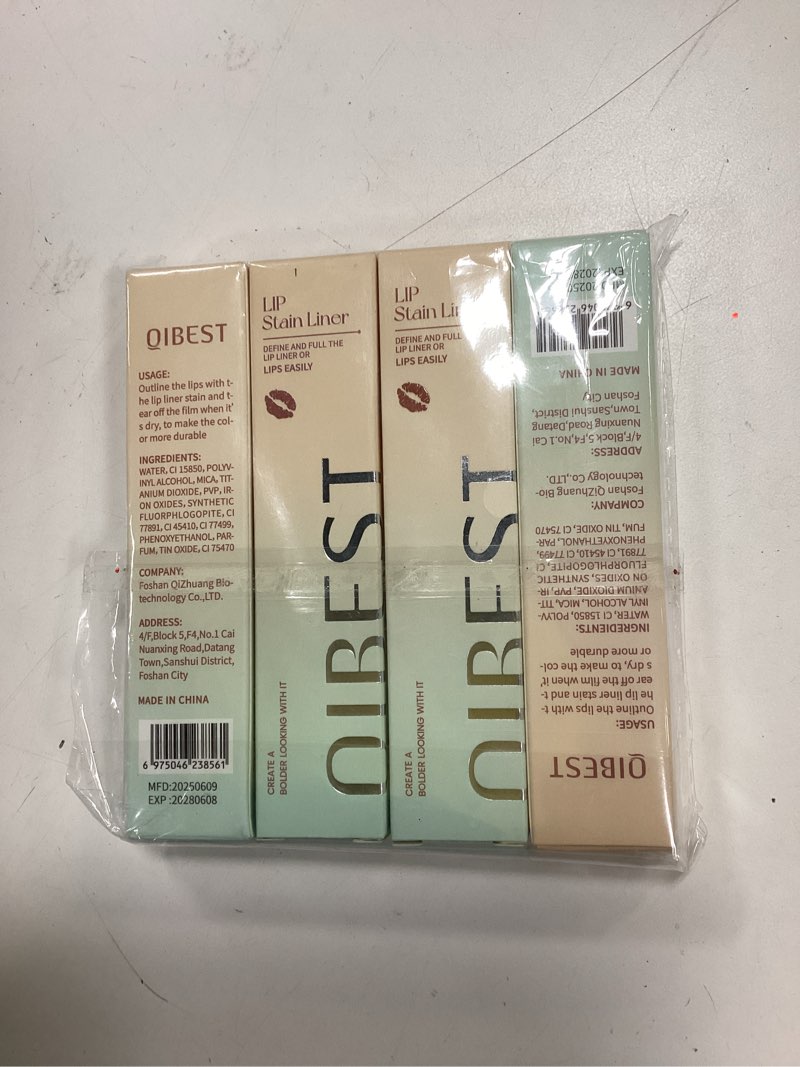 QIBEST
USAGE:
Outline the lips with t-
he lip liner stain and t-
ear off the film when it'
s dry, to make the col-
or more durable
INGREDIENTS:
WATER, CI 15850, POLYV-
INYL ALCOHOL, MICA, TIT-
ANIUM DIOXIDE, PVP, IR-
ON OXIDES, SYNTHETIC
FLUORPHLOGOPITE, CI
77891, CI 45410, CI 77499,
PHENOXYETHANOL, PAR-
FUM, TIN OXIDE, CI 75470
COMPANY:
Foshan QiZhuang Bio-
technology Co.,LTD.
ADDRESS:
4/F,Block 5,F4,No.1 Cai
Nuanxing Road,Datang
Town,Sanshui District,
Foshan City
MADE IN CHINA
6 975046 238561
MFD:20250609
EXP :20280608
LIP
Stain Liner
DEFINE AND FULL THE
LIP LINER OR
LIPS EASILY
QIBEST
CREATE A
BOLDER LOOKING WITH IT
LIP
Stain Li
DEFINE AND FULL
LIP LINER OR
LIPS EASILY
QIBEST
CREATE A
BOLDER LOOKING WITH IT
QIBEST
USAGE:
Outline the lips with t-
he lip liner stain and t-
ear off the film when it'
s dry, to make the col-
or more durable
INGREDIENTS:
WATER, CI 15850, POLYV-
INYL ALCOHOL, MICA, TIT-
ANIUM DIOXIDE, PVP, IR-
ON OXIDES, SYNTHETIC
FLUORPHLOGOPITE, CI
77891, CI 45410, CI 77499,
PHENOXYETHANOL, PAR-
FUM, TIN OXIDE, CI 75470
COMPANY:
Foshan QiZhuang Bio-
technology Co.,LTD.
ADDRESS:
4/F,Block 5,F4,No.1 Cai
Nuanxing Road,Datang
Town,Sanshui District,
Foshan City
MADE IN CHINA